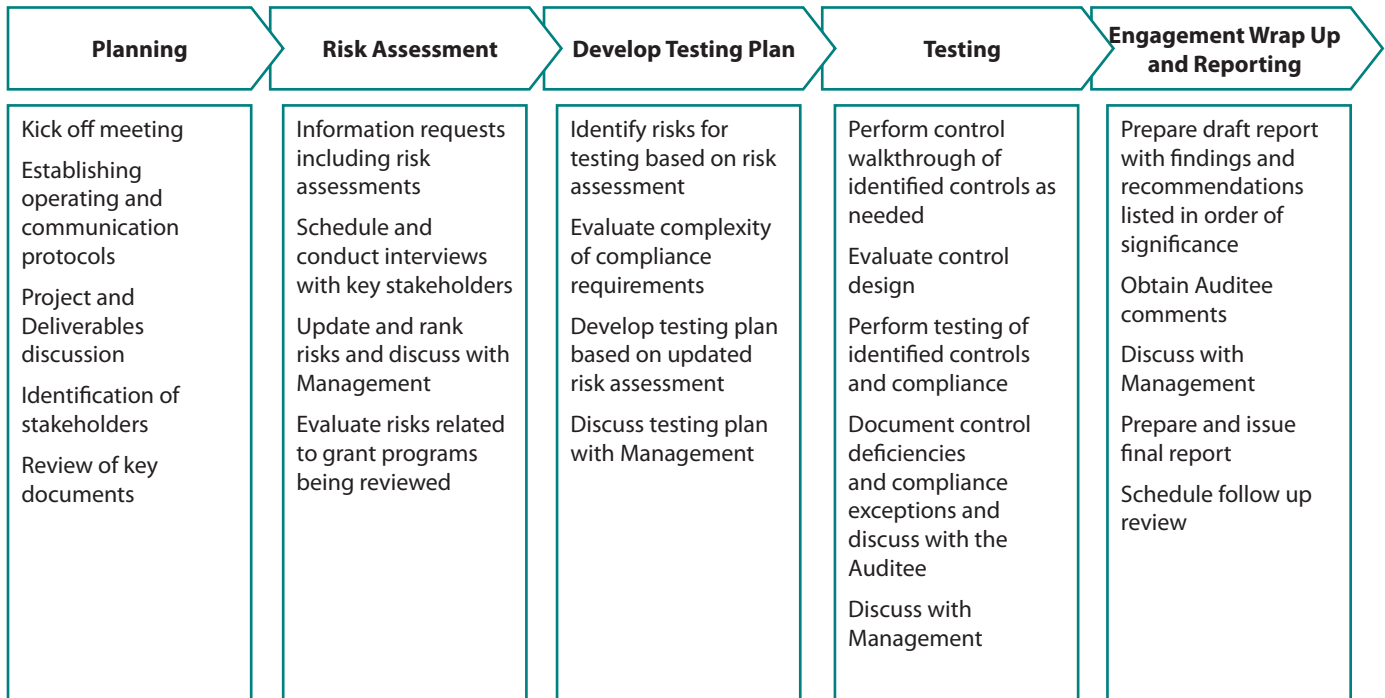 Planning
Risk Assessment
Develop Testing Plan
Testing
Engagement Wrap Up
and Reporting
Kick off meeting
Establishing
operating and
communication
protocols
Project and
Deliverables
discussion
Identification of
stakeholders
Review of key
documents
Information requests
including risk
assessments
Schedule and
conduct interviews
with key stakeholders
Update and rank
risks and discuss with
Management
Evaluate risks related
to grant programs
being reviewed
Identify risks for
testing based on risk
assessment
Evaluate complexity
of compliance
requirements
Develop testing plan
based on updated
risk assessment
Discuss testing plan
with Management
Perform control
walkthrough of
identified controls as
needed
Evaluate control
design
Perform testing of
identified controls
and compliance
Document control
deficiencies
and compliance
exceptions and
discuss with the
Auditee
Discuss with
Management
Prepare draft report
with findings and
recommendations
listed in order of
significance
Obtain Auditee
comments
Discuss with
Management
Prepare and issue
final report
Schedule follow up
review